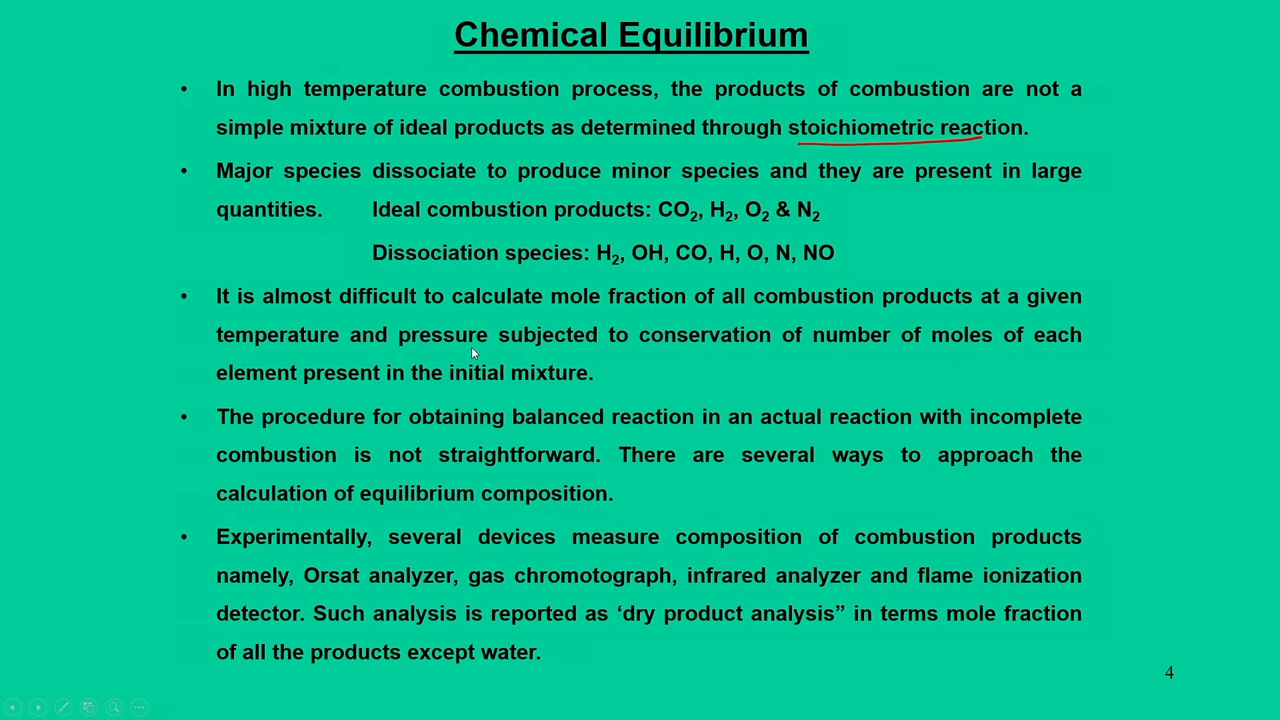 Chemical Equilibrium
• In high temperature combustion process, the products of combustion are not a
simple mixture of ideal products as determined through stoichiometric reaction.
• Major species dissociate to produce minor species and they are present in large
quantities. Ideal combustion products: CO₂, H₂, O₂ & N₂
Dissociation species: H₂, OH, CO, H, O, N, NO
• It is almost difficult to calculate mole fraction of all combustion products at a given
temperature and pressure subjected to conservation of number of moles of each
element present in the initial mixture.
• The procedure for obtaining balanced reaction in an actual reaction with incomplete
combustion is not straightforward. There are several ways to approach the
calculation of equilibrium composition.
• Experimentally, several devices measure composition of combustion products
namely, Orsat analyzer, gas chromotograph, infrared analyzer and flame ionization
detector. Such analysis is reported as ‘dry product analysis” in terms mole fraction
of all the products except water.
4